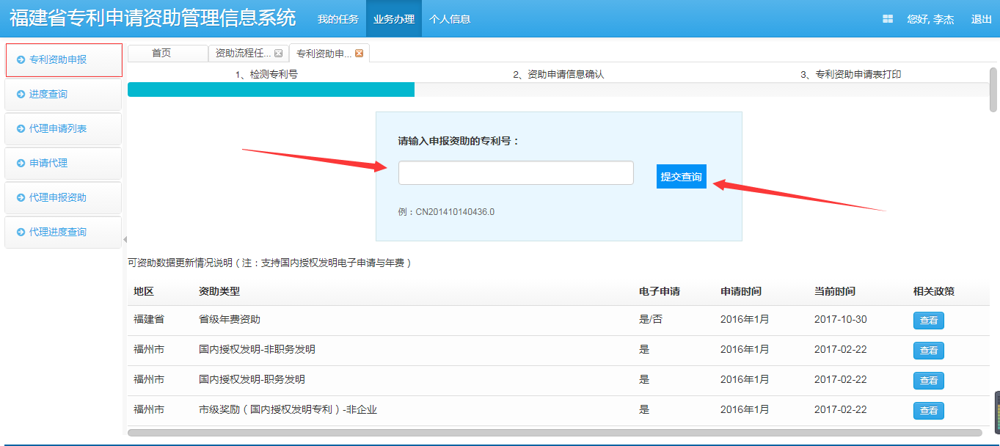 福建省专利申请资助管理信息系统 我的任务 业务办理 个人信息 您好, 李杰 退出
专利资助申报
进度查询
代理申请列表
申请代理
代理申报资助
代理进度查询
首页 资助流程任... 专利资助申...
1、检测专利号 2、资助申请信息确认 3、专利资助申请表打印
请输入申报资助的专利号：
提交查询
例：CN201410140436.0
可资助数据更新情况说明（注：支持国内授权发明电子申请与年费）
地区 资助类型 电子申请 申请时间 当前时间 相关政策
福建省 省级年费资助 是/否 2016年1月 2017-10-30 查看
福州市 国内授权发明-非职务发明 是 2016年1月 2017-02-22 查看
福州市 国内授权发明-职务发明 是 2016年1月 2017-02-22 查看
福州市 市级奖励（国内授权发明专利）-非企业 是 2016年1月 2017-02-22 查看